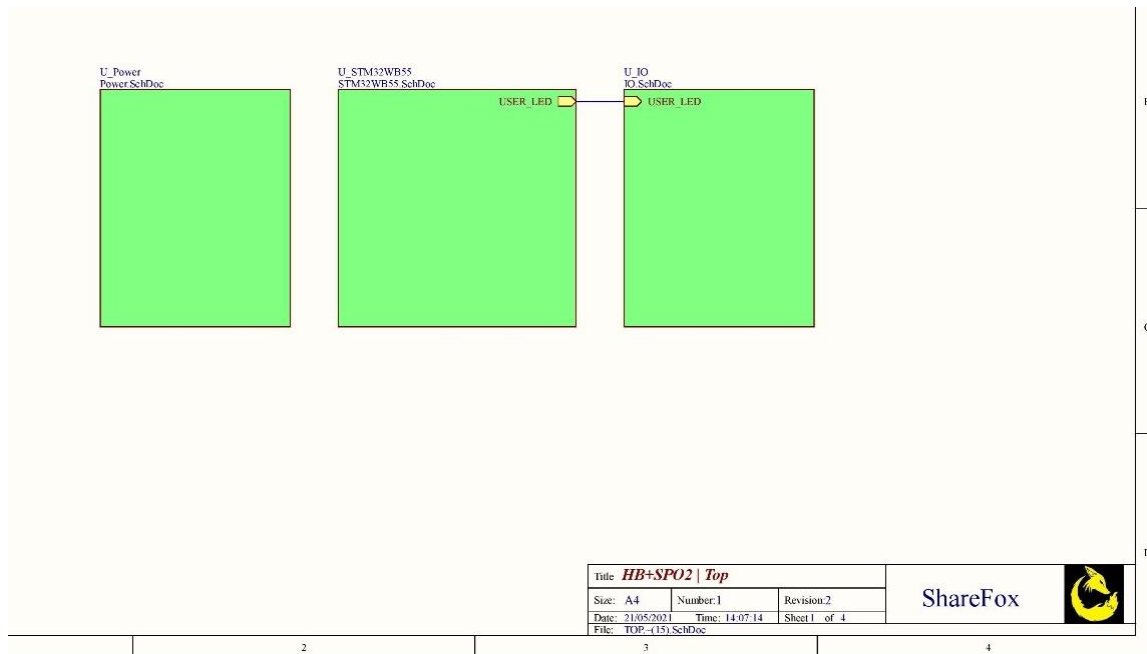 U_Power
Power.SchDoc
U_STM32WB55
STM32WB55.SchDoc
USER_LED
U_IO
IO.SchDoc
USER_LED
Title HB+SPO2 | Top
Size: A4 Number:1 Revision:2
Date: 21/05/2021 Time: 14:07:14 Sheet1 of 4
File: TOP.~(15).SchDoc
ShareFox
2 3 4